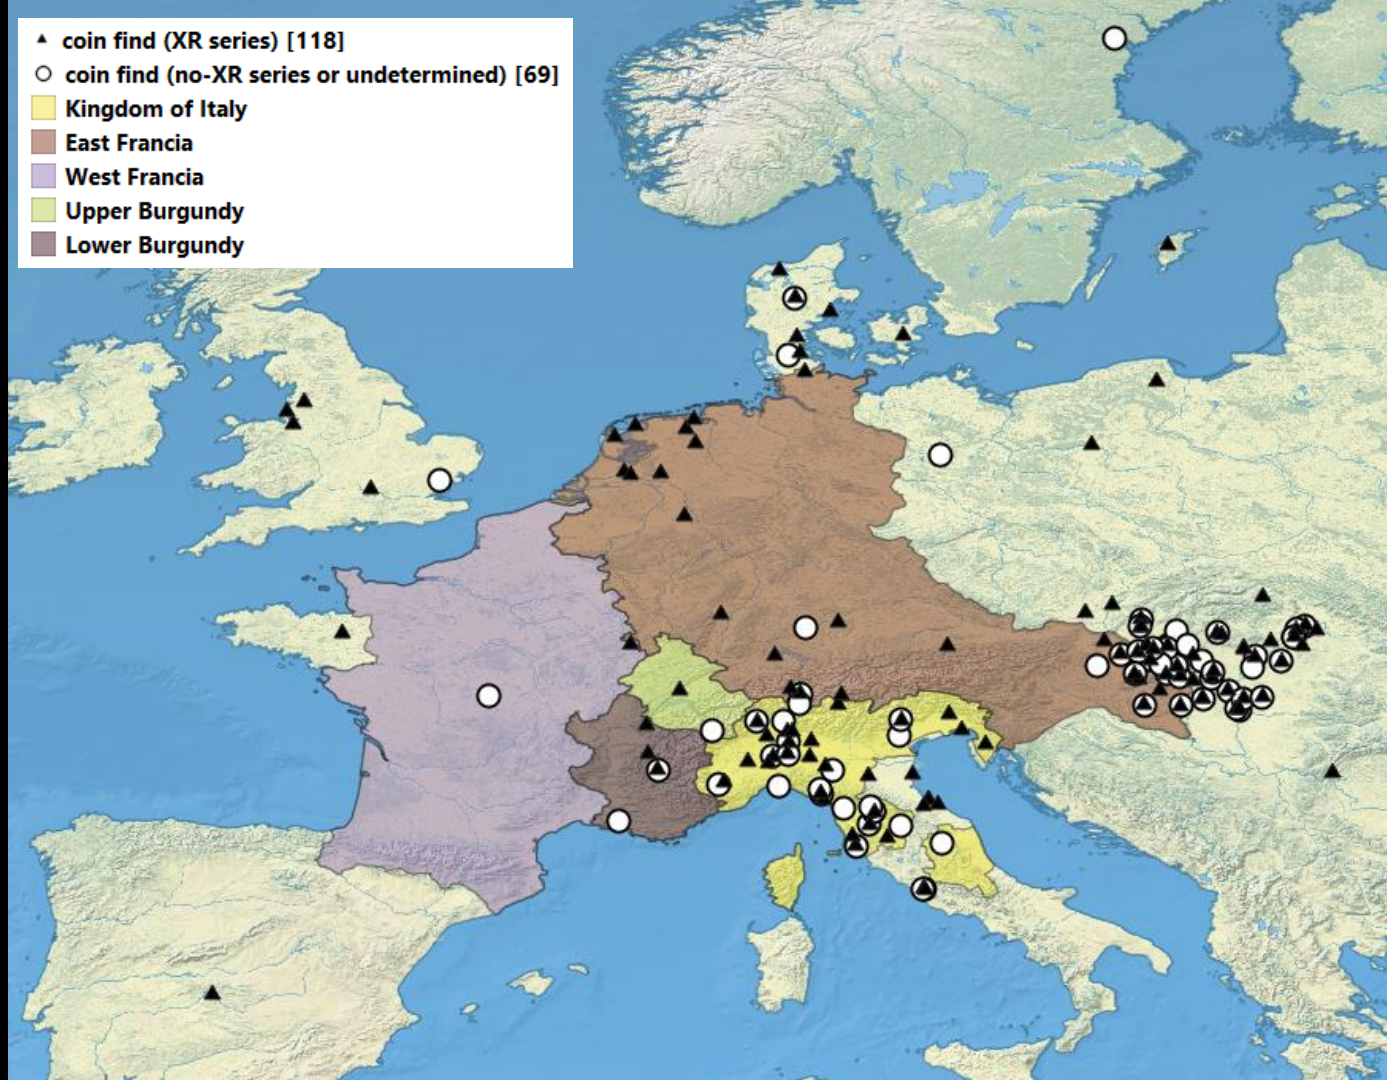 coin find (XR series) [118]
coin find (no-XR series or undetermined) [69]
Kingdom of Italy
East Francia
West Francia
Upper Burgundy
Lower Burgundy